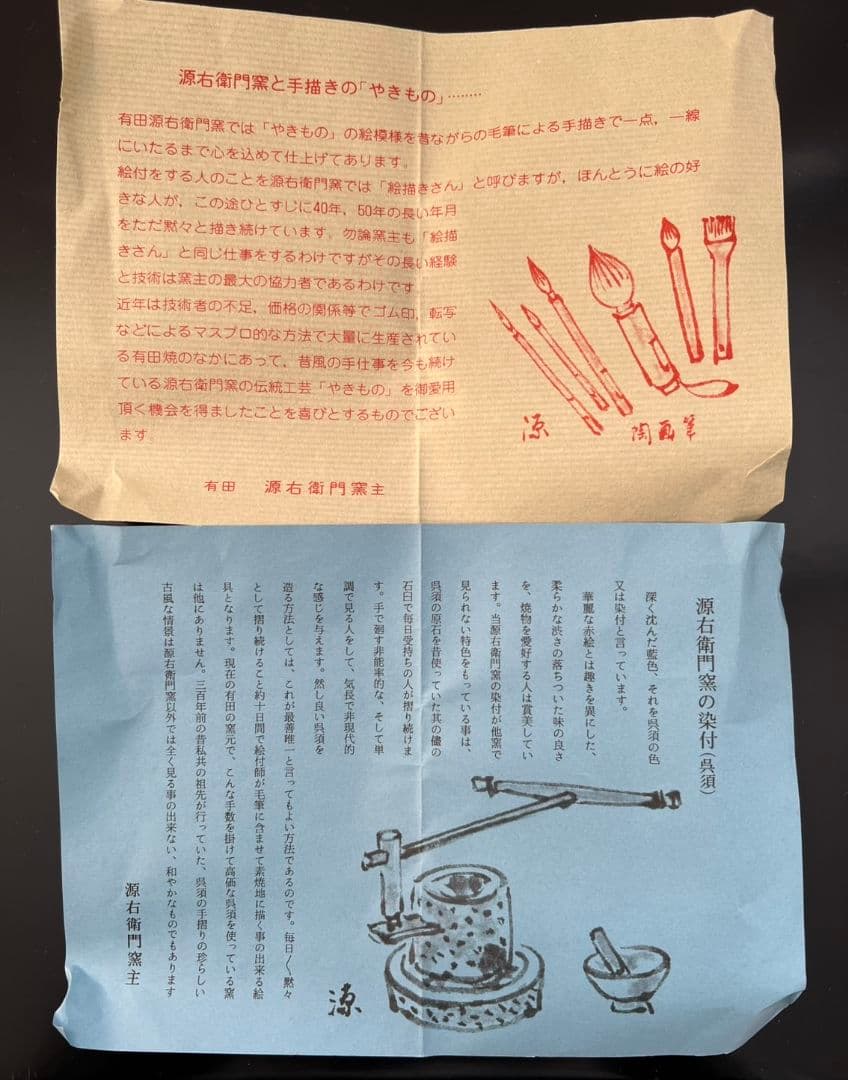 源右衛門窯と手描きの「やきもの」………
有田源右衛門窯では「やきもの」の絵模様を昔ながらの毛筆による手描きで一点，一線
にいたるまで心を込めて仕上げてあります。
絵付をする人のことを源右衛門窯では「絵描きさん」と呼びますが，ほんとうに絵の好
きな人が，この途ひとすじに40年，50年の長い年月
をただ黙々と描き続けています。勿論窯主も「絵描
きさん」と同じ仕事をするわけですがその長い経験
と技術は窯主の最大の協力者であるわけです
近年は技術者の不足，価格の関係等でゴム印，転写
などによるマスプロ的な方法で大量に生産されてい
る有田焼のなかにあって，昔風の手仕事を今も続け
ている源右衛門窯の伝統工芸「やきもの」を御愛用
頂く機会を得ましたことを喜びとするものでござい
ます。
源 陶画筆
有田　源右衛門窯主
源右衛門窯の染付（呉須）
深く沈んだ藍色、それを呉須の色
又は染付と言っています。
華麗な赤絵とは趣きを異にした、
柔らかな渋さの落ちついた味の良さ
を、焼物を愛好する人は賞美してい
ます。当源右衛門窯の染付が他窯で
見られない特色をもっている事は、
呉須の原石を昔使っていた其の儘の
石臼で毎日受持ちの人が摺り続けま
す。手で廻す非能率的な、そして単
調で見る人をして、気長で非現代的
な感じを与えます。然し良い呉須を
造る方法としては、これが最善唯一と言ってもよい方法であるのです。毎日〱黙々
として摺り続けること約十日間で絵付師が毛筆に含ませて素焼地に描く事の出来る絵
具となります。現在の有田の窯元で、こんな手数を掛けて高価な呉須を使っている窯
は他にありません。三百年前の昔私共の祖先が行っていた、呉須の手摺りの珍らしい
古風な情景は源右衛門窯以外では全く見る事の出来ない、和やかなものでもあります
源右衛門窯主
源